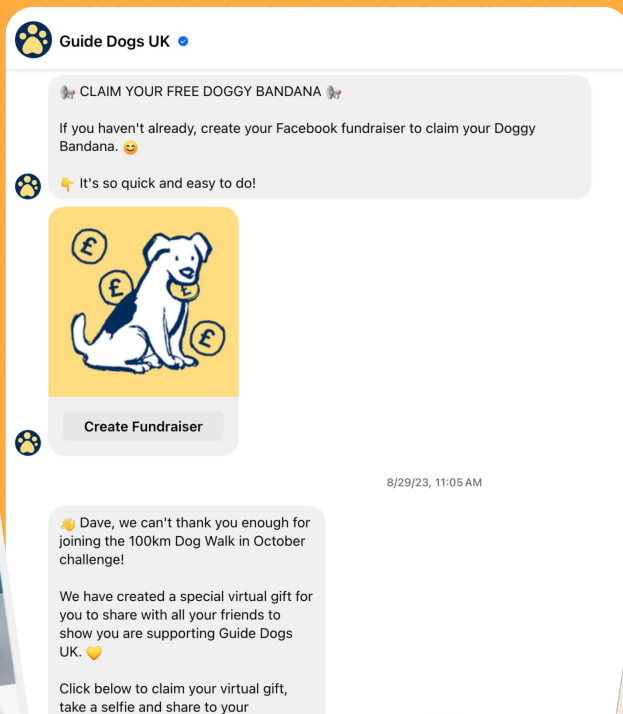 Guide Dogs UK
🐩 CLAIM YOUR FREE DOGGY BANDANA 🐩
If you haven't already, create your Facebook fundraiser to claim your Doggy
Bandana. 😊
👇 It's so quick and easy to do!
£
£
£
£
Create Fundraiser
8/29/23, 11:05 AM
👋 Dave, we can't thank you enough for
joining the 100km Dog Walk in October
challenge!
We have created a special virtual gift for
you to share with all your friends to
show you are supporting Guide Dogs
UK. 💛
Click below to claim your virtual gift,
take a selfie and share to your